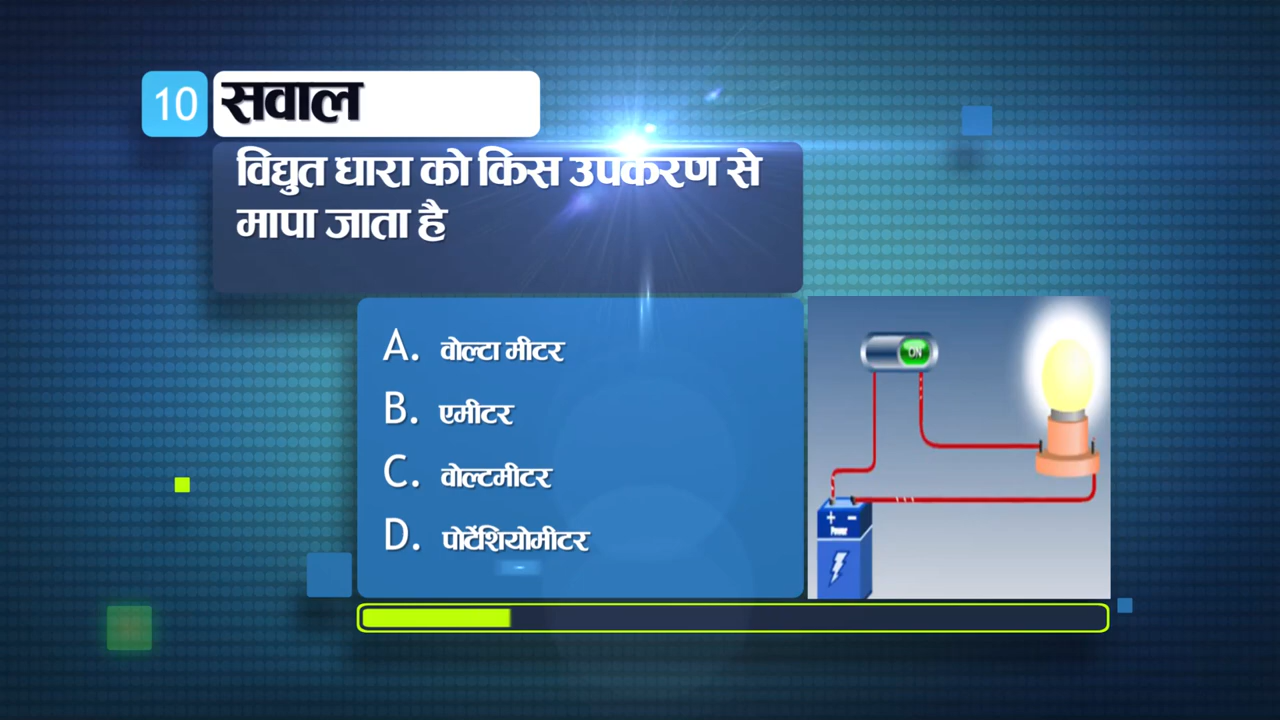 10 सवाल
विद्युत धारा को किस उपकरण से
मापा जाता है
A. वोल्टा मीटर
B. एमीटर
C. वोल्टमीटर
D. पोटेंशियोमीटर
ON
+ −
Power